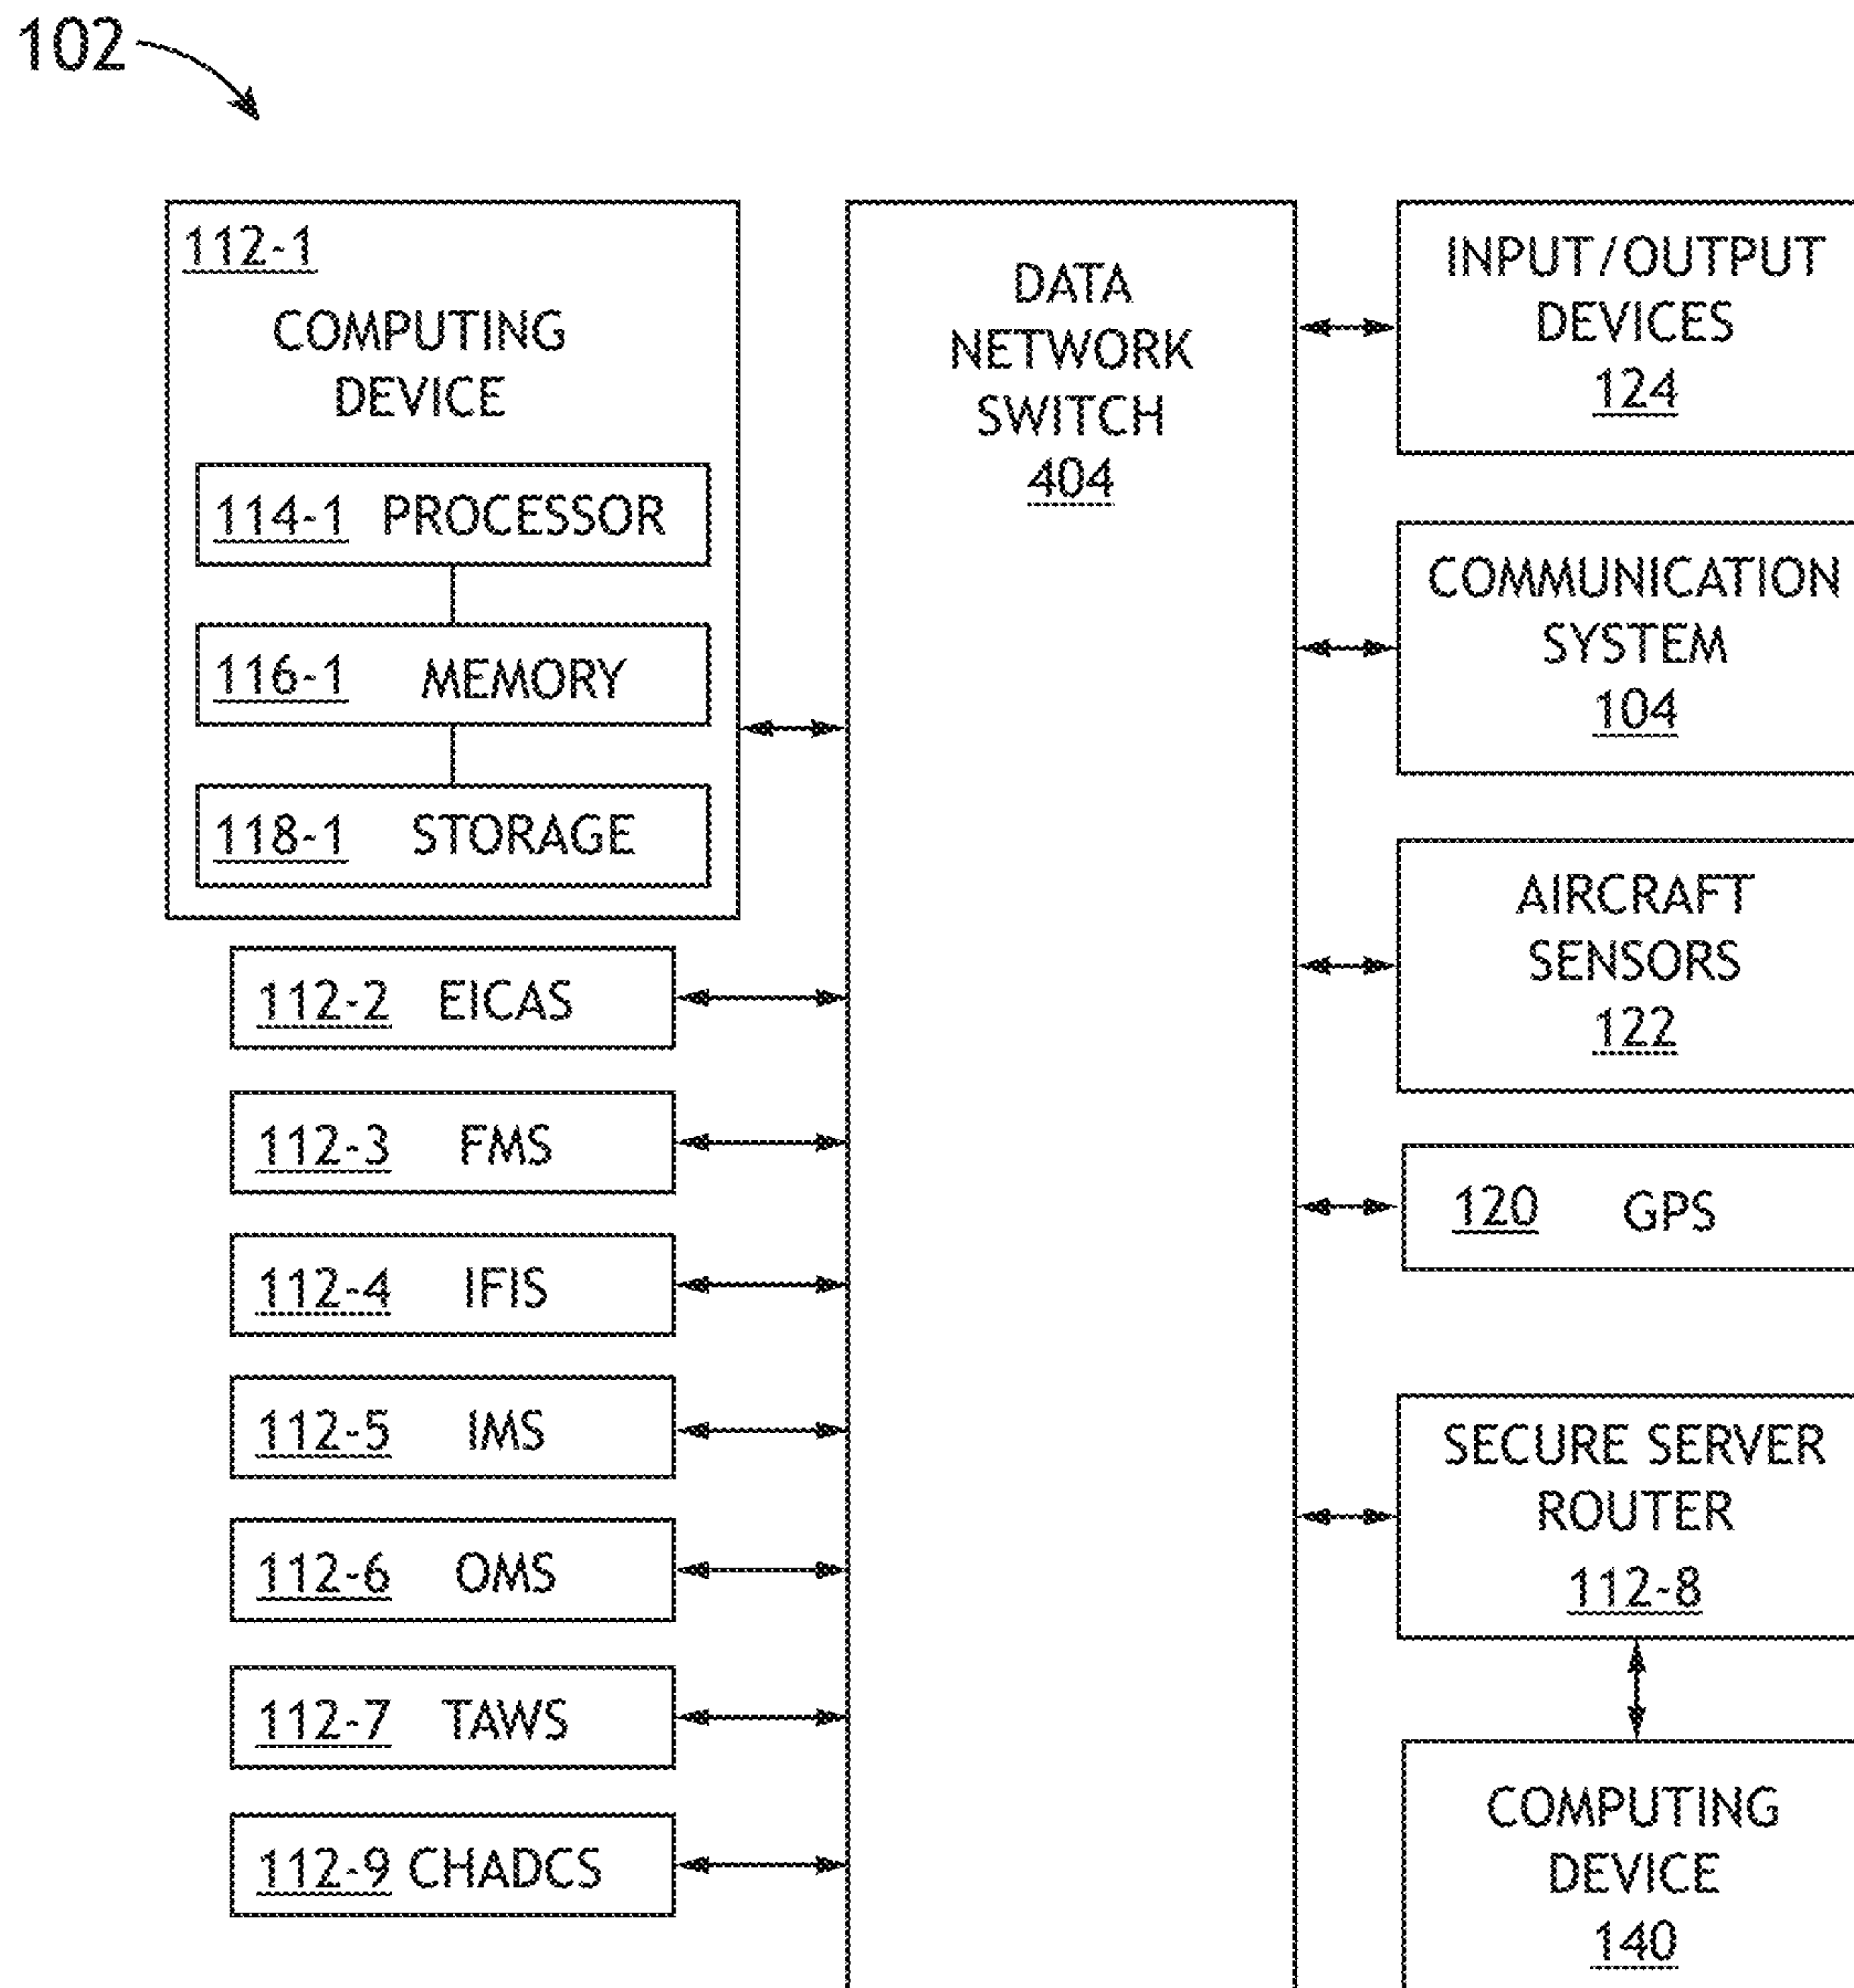 102
112-1
COMPUTING
DEVICE
114-1 PROCESSOR
116-1 MEMORY
118-1 STORAGE
112-2 EICAS
112-3 FMS
112-4 IFIS
112-5 IMS
112-6 OMS
112-7 TAWS
112-9 CHADCS
DATA
NETWORK
SWITCH
404
INPUT/OUTPUT
DEVICES
124
COMMUNICATION
SYSTEM
104
AIRCRAFT
SENSORS
122
120 GPS
SECURE SERVER
ROUTER
112-8
COMPUTING
DEVICE
140